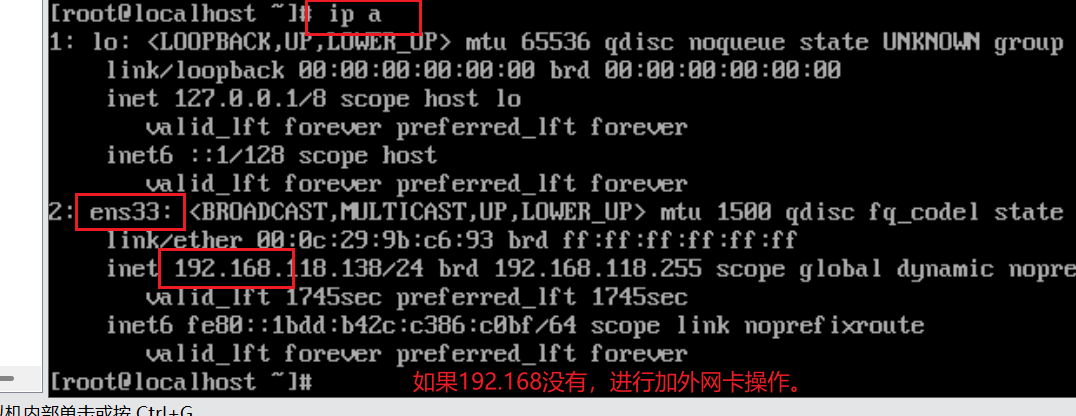 [root@localhost ~]# ip a
1: lo: <LOOPBACK,UP,LOWER_UP> mtu 65536 qdisc noqueue state UNKNOWN group
link/loopback 00:00:00:00:00:00 brd 00:00:00:00:00:00
inet 127.0.0.1/8 scope host lo
valid_lft forever preferred_lft forever
inet6 ::1/128 scope host
valid_lft forever preferred_lft forever
2: ens33: <BROADCAST,MULTICAST,UP,LOWER_UP> mtu 1500 qdisc fq_codel state
link/ether 00:0c:29:9b:c6:93 brd ff:ff:ff:ff:ff:ff
inet 192.168.118.138/24 brd 192.168.118.255 scope global dynamic nopre
valid_lft 1745sec preferred_lft 1745sec
inet6 fe80::1bdd:b42c:c386:c0bf/64 scope link noprefixroute
valid_lft forever preferred_lft forever
[root@localhost ~]#
如果192.168没有，进行加外网卡操作。
机内部单击或按 Ctrl+G